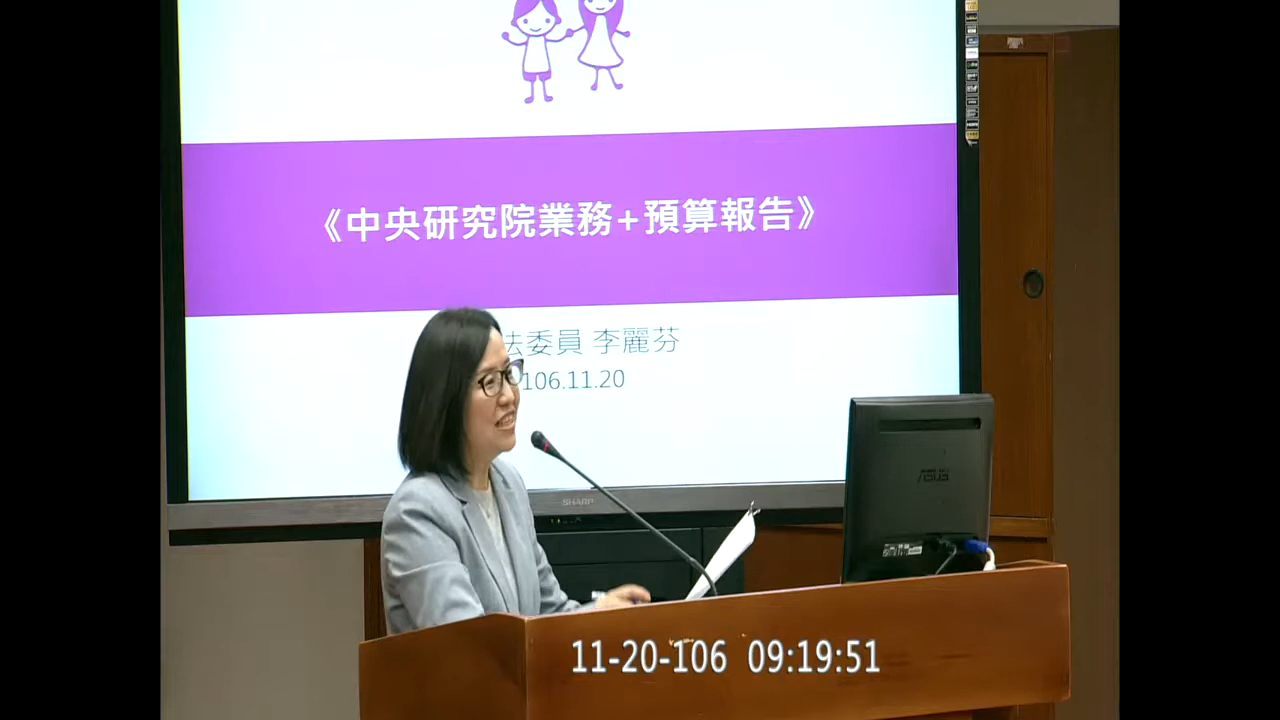 《中央研究院業務+預算報告》
法委員 李麗芬
106.11.20
SHARP
ASUS
11-20-106 09:19:51